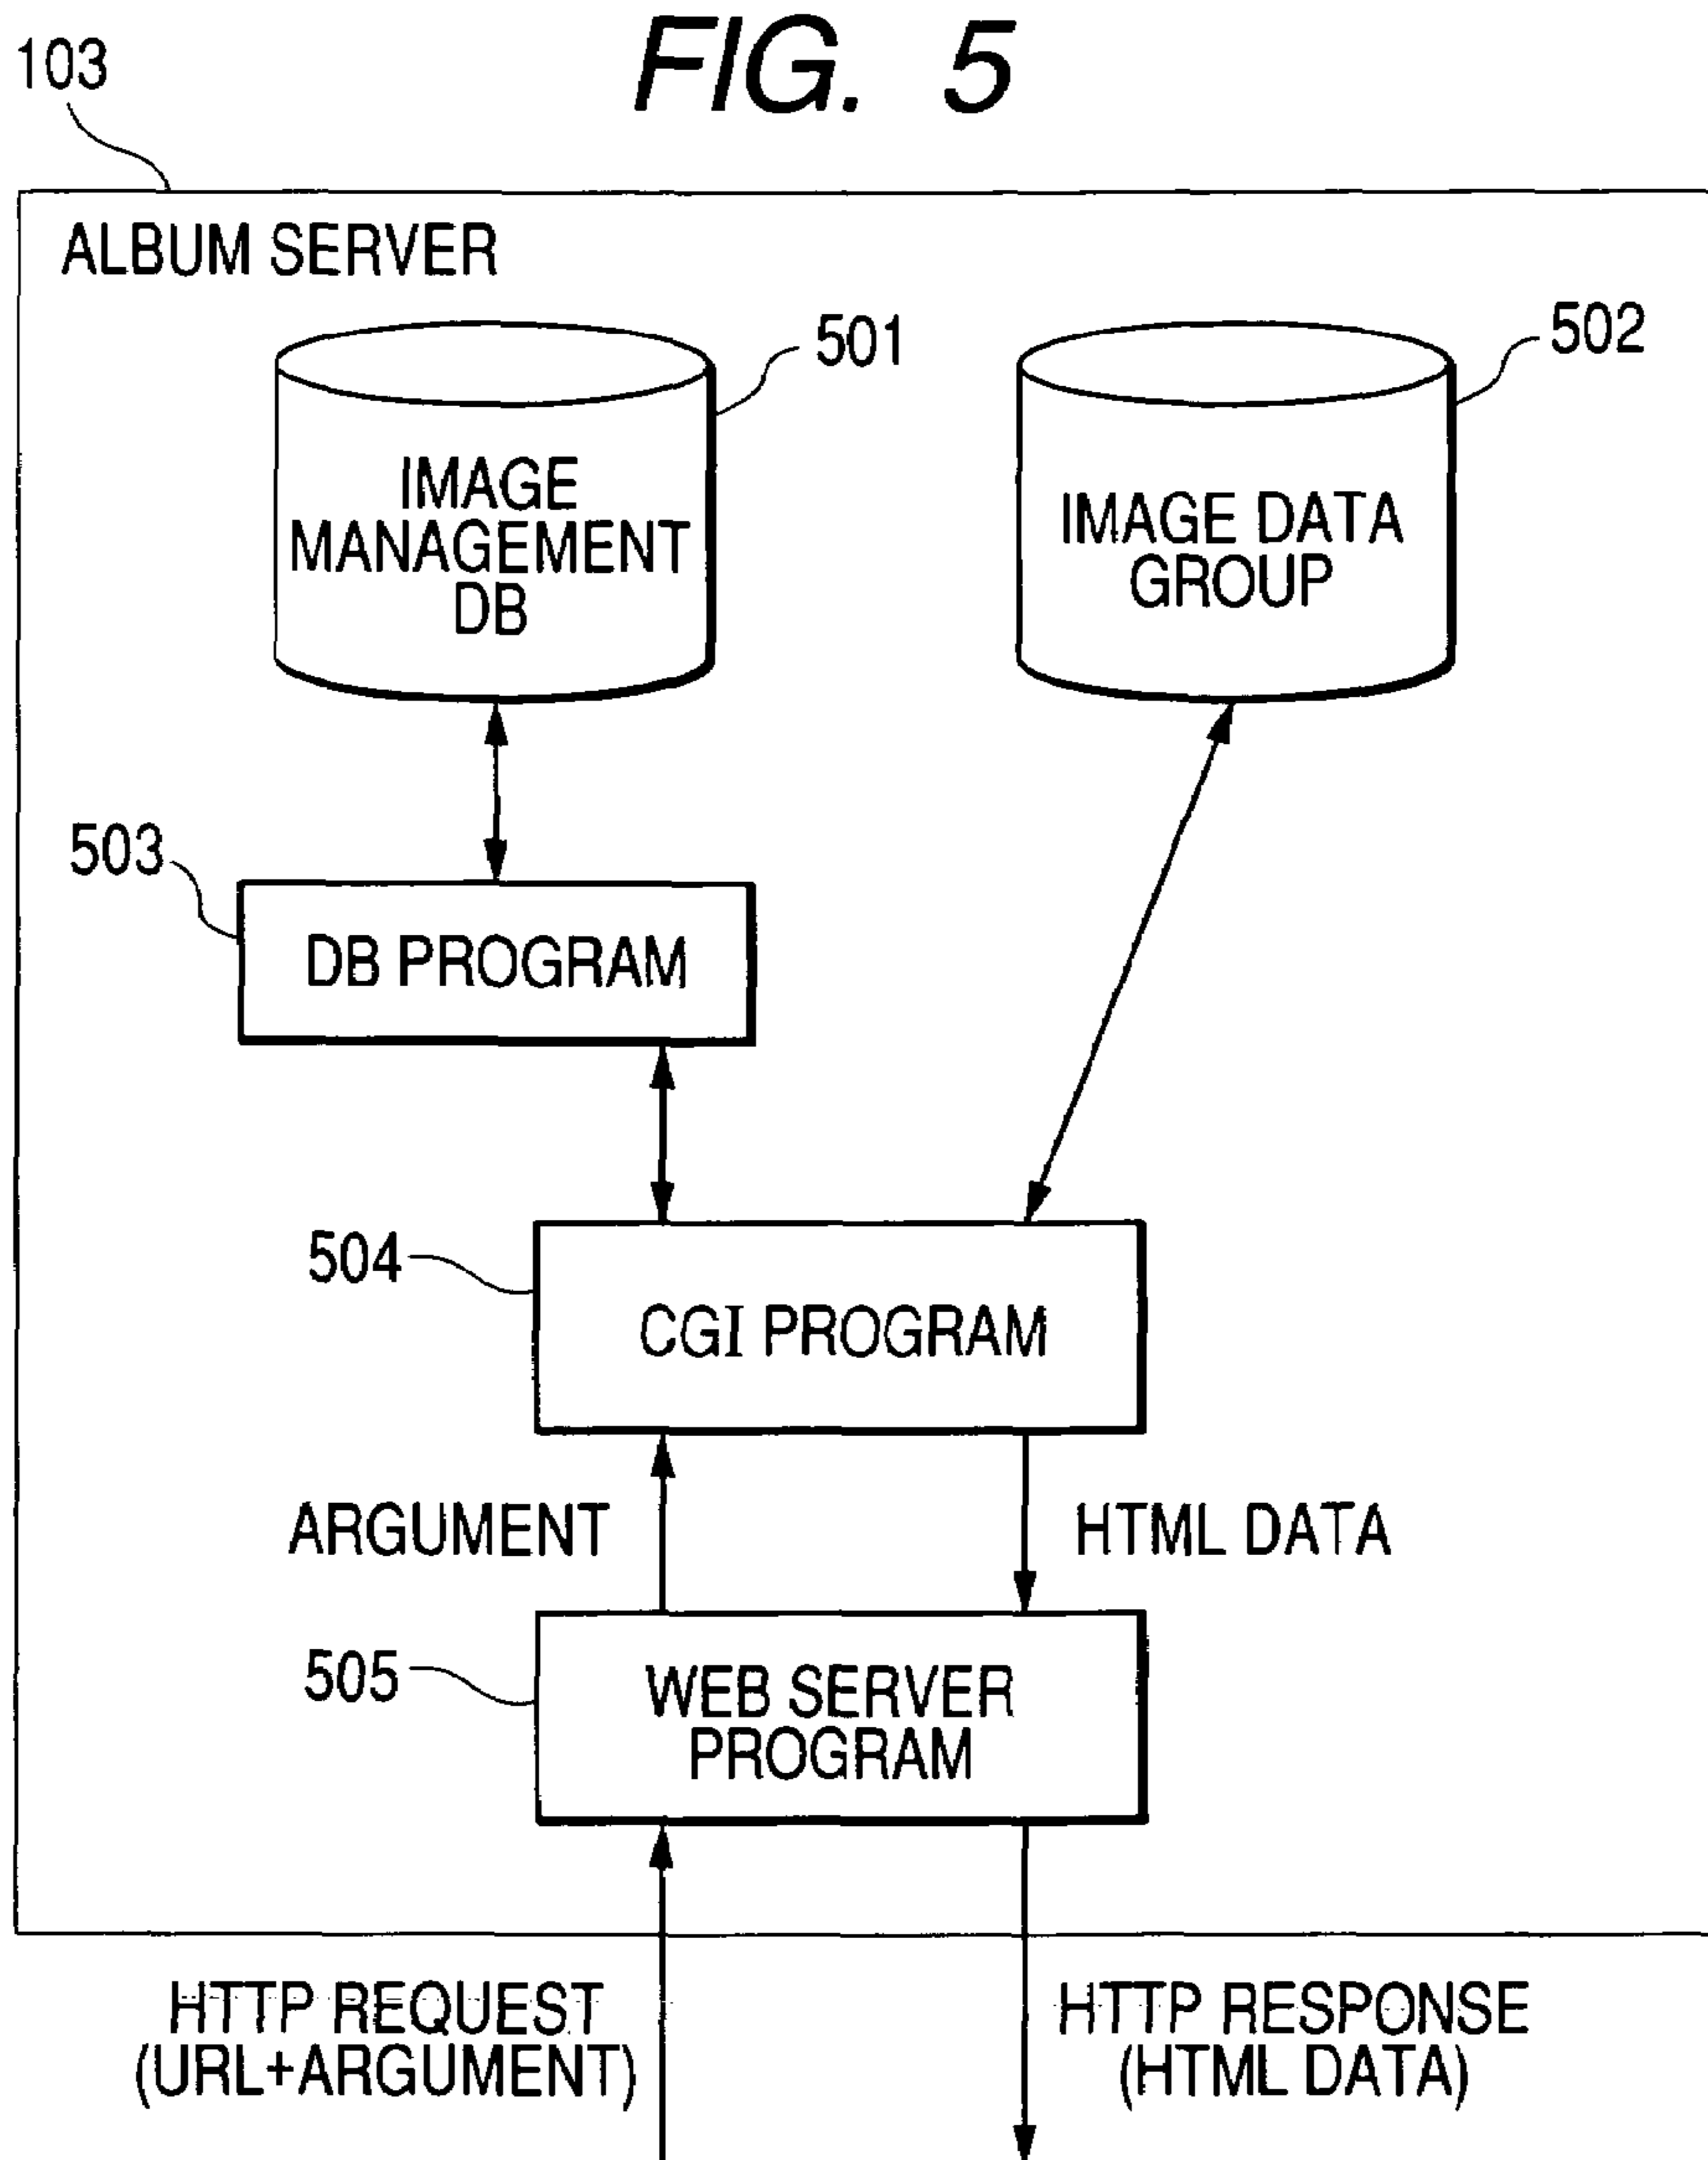 FIG. 5
103
ALBUM SERVER
501
502
IMAGE
MANAGEMENT
DB
IMAGE DATA
GROUP
503
DB PROGRAM
504
CGI PROGRAM
ARGUMENT
HTML DATA
505
WEB SERVER
PROGRAM
HTTP REQUEST
(URL+ARGUMENT)
HTTP RESPONSE
(HTML DATA)